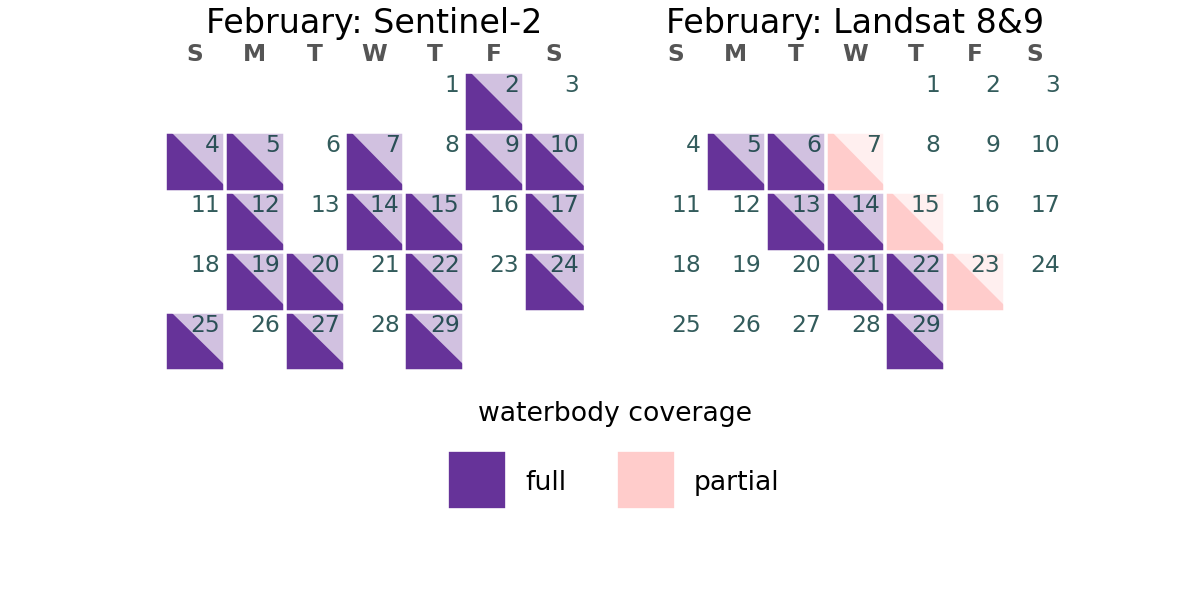 February: Sentinel-2
S M T W T F S
1 2 3
4 5 6 7 8 9 10
11 12 13 14 15 16 17
18 19 20 21 22 23 24
25 26 27 28 29
February: Landsat 8&9
S M T W T F S
1 2 3
4 5 6 7 8 9 10
11 12 13 14 15 16 17
18 19 20 21 22 23 24
25 26 27 28 29
waterbody coverage
full partial